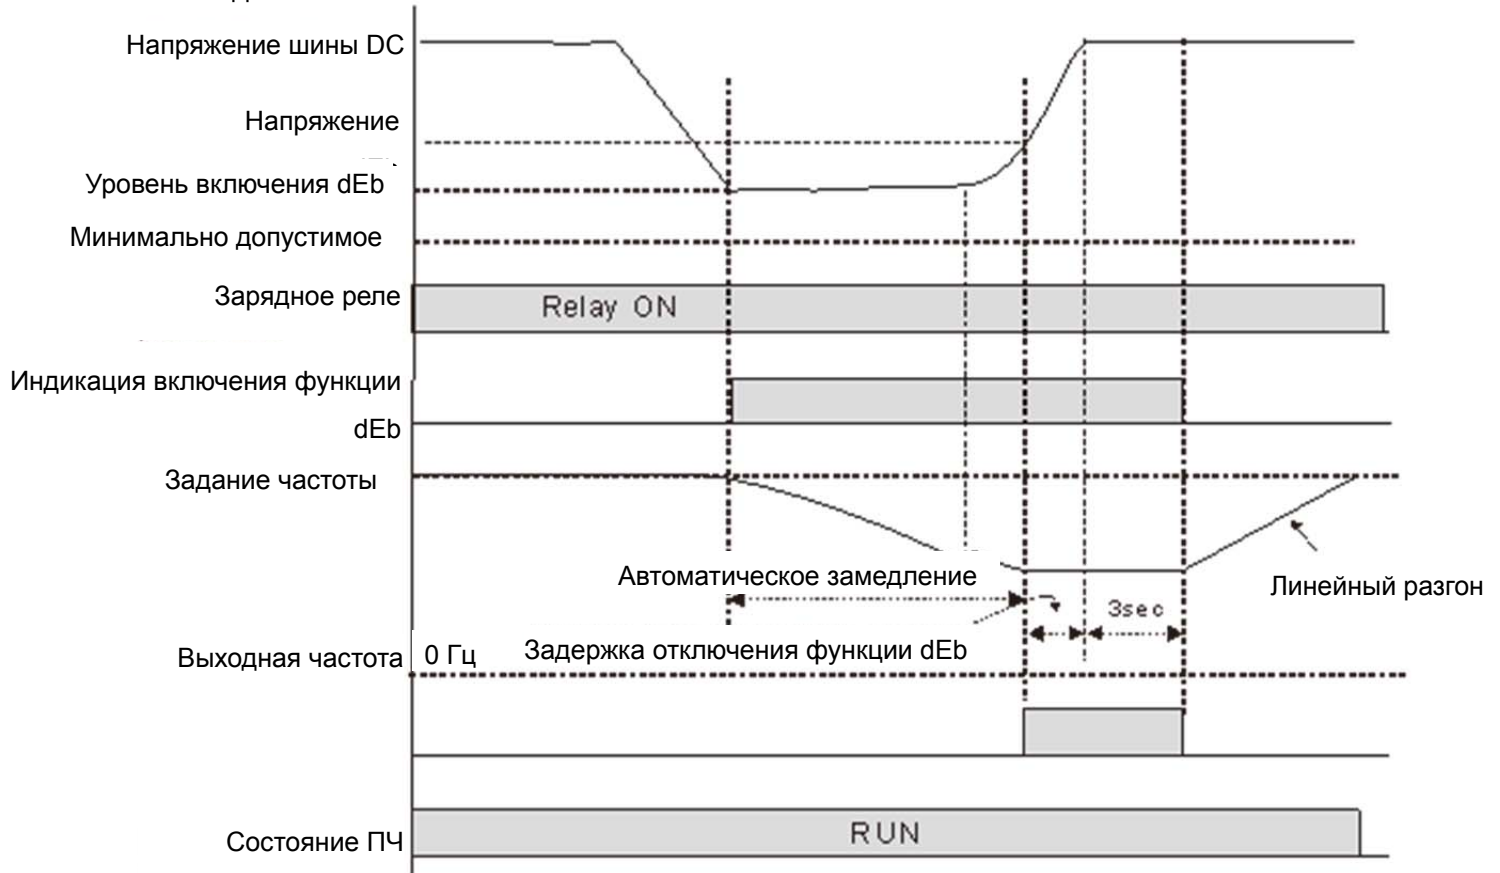 Напряжение шины DC
Напряжение
Уровень включения dEb
Минимально допустимое
Зарядное реле
Relay ON
Индикация включения функции
dEb
Задание частоты
Автоматическое замедление
Линейный разгон
3sec
Задержка отключения функции dEb
Выходная частота
0 Гц
Состояние ПЧ
RUN